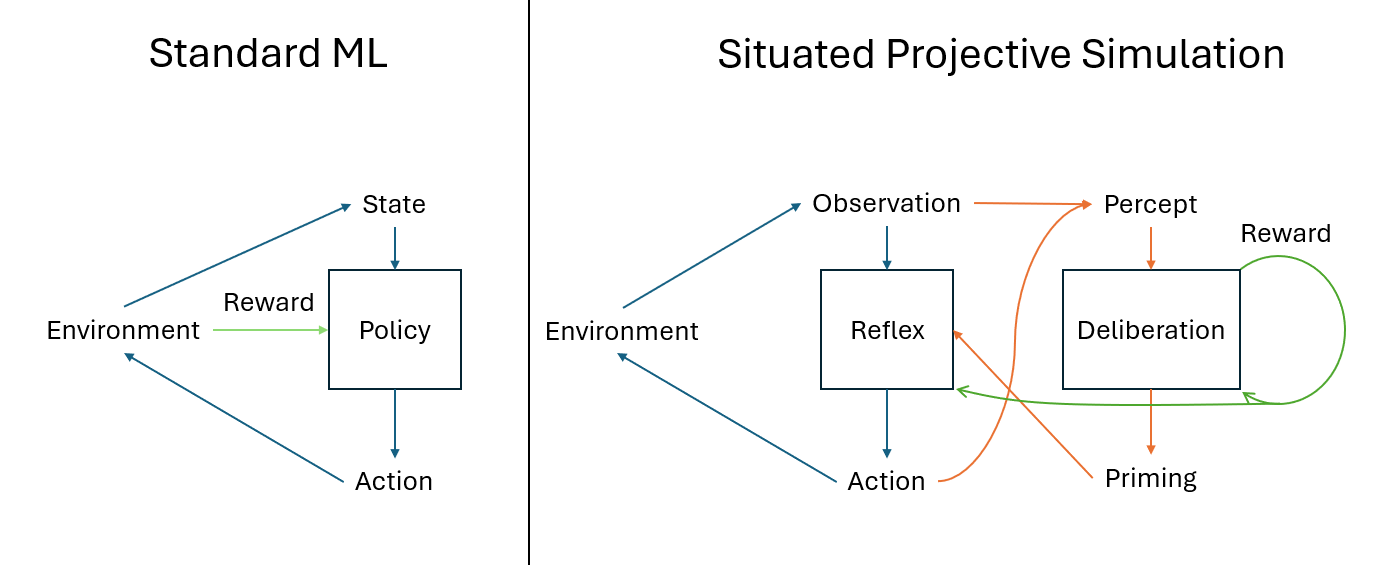 Standard ML
State
Reward
Environment
Policy
Action
Situated Projective Simulation
Observation
Percept
Reward
Environment
Reflex
Deliberation
Action
Priming